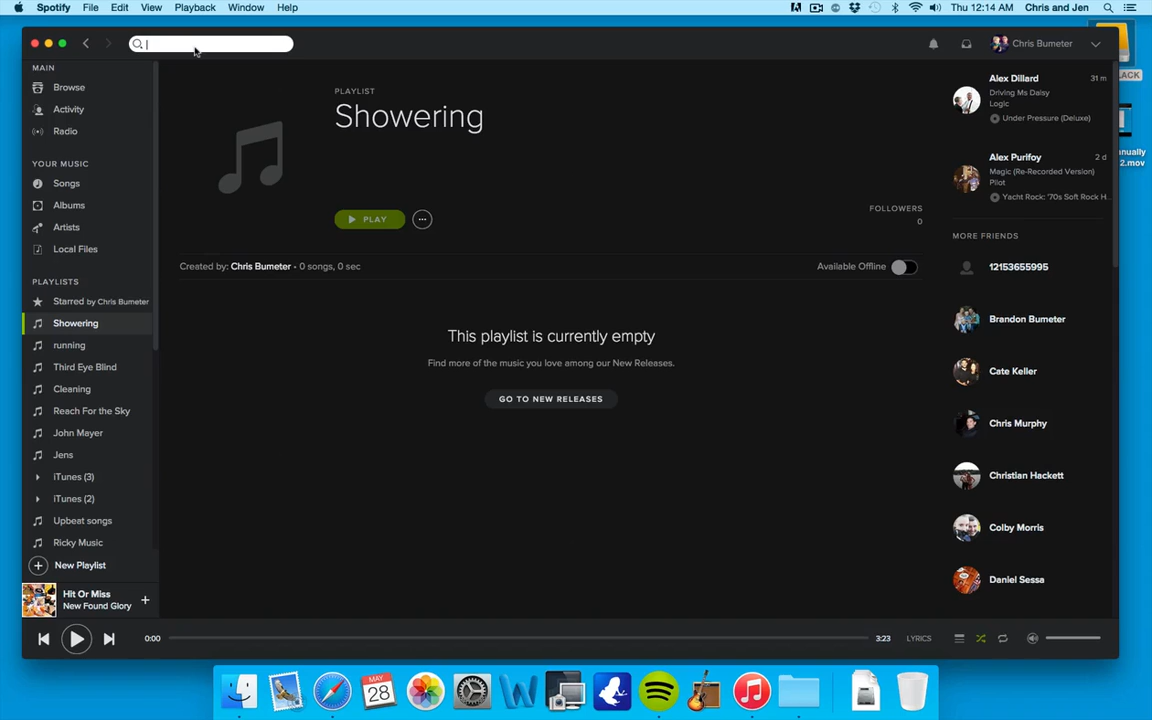 Spotify File Edit View Playback Window Help Thu 12:14 AM Chris and Jen
Chris Bumeter
MAIN
Browse
Activity
Radio
YOUR MUSIC
Songs
Albums
Artists
Local Files
PLAYLISTS
Starred by Chris Bumeter
Showering
running
Third Eye Blind
Cleaning
Reach For the Sky
John Mayer
Jens
iTunes (3)
iTunes (2)
Upbeat songs
Ricky Music
New Playlist
Hit Or Miss
New Found Glory
PLAYLIST
Showering
PLAY
FOLLOWERS
0
Created by: Chris Bumeter - 0 songs, 0 sec
Available Offline
This playlist is currently empty
Find more of the music you love among our New Releases.
GO TO NEW RELEASES
Alex Dillard 31 m
Driving Ms Daisy
Logic
Under Pressure (Deluxe)
Alex Purifoy 2 d
Magic (Re-Recorded Version)
Pilot
Yacht Rock: '70s Soft Rock H...
MORE FRIENDS
12153655995
Brandon Bumeter
Cate Keller
Chris Murphy
Christian Hackett
Colby Morris
Daniel Sessa
0:00 3:23 LYRICS
LACK
nnually
2.mov
MAY
28